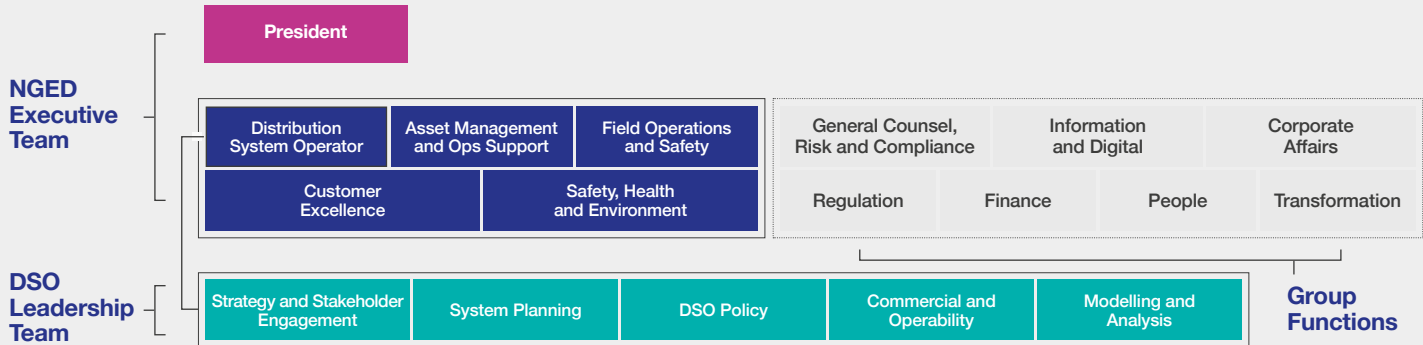 President
NGED
Executive
Team
Distribution
System Operator
Asset Management
and Ops Support
Field Operations
and Safety
General Counsel,
Risk and Compliance
Information
and Digital
Corporate
Affairs
Customer
Excellence
Safety, Health
and Environment
Regulation
Finance
People
Transformation
DSO
Leadership
Team
Strategy and Stakeholder
Engagement
System Planning
DSO Policy
Commercial and
Operability
Modelling and
Analysis
Group
Functions